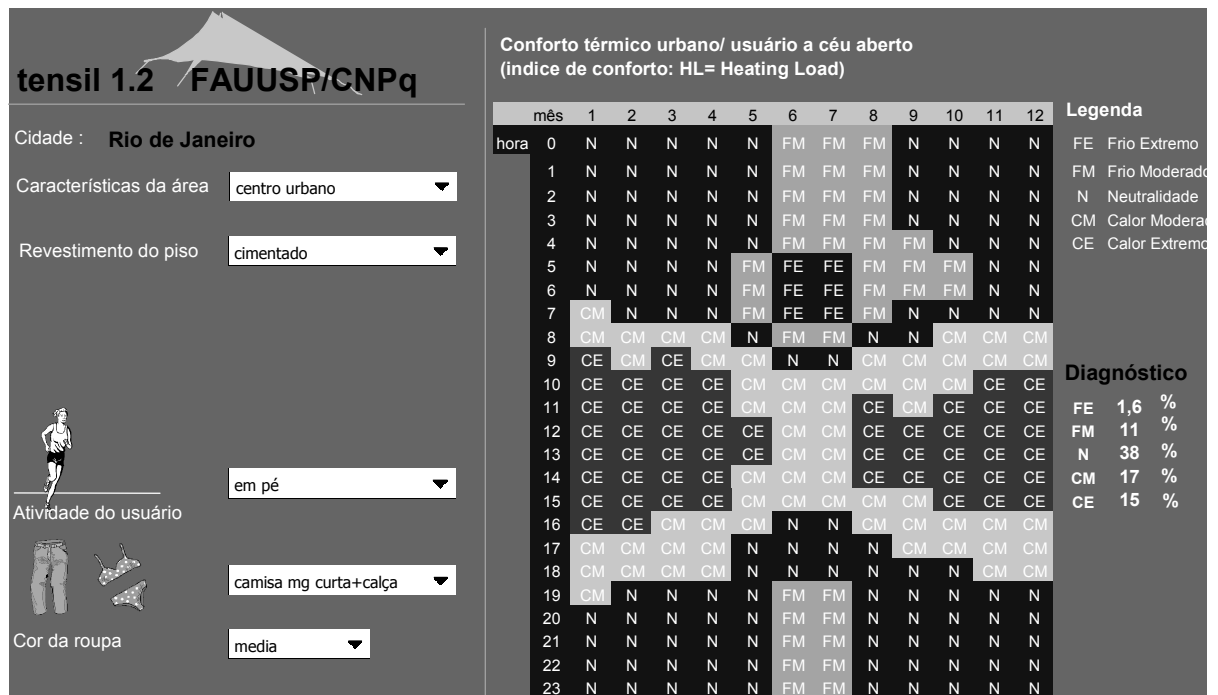 tensil 1.2 FAUUSP/CNPq
Cidade : Rio de Janeiro
Características da área centro urbano
Revestimento do piso cimentado
em pé
Atividade do usuário
camisa mg curta+calça
Cor da roupa media
Conforto térmico urbano/ usuário a céu aberto
(indice de conforto: HL= Heating Load)
mês 1 2 3 4 5 6 7 8 9 10 11 12
hora 0 N N N N N FM FM FM N N N N
1 N N N N N FM FM FM N N N N
2 N N N N N FM FM FM N N N N
3 N N N N N FM FM FM N N N N
4 N N N N N FM FM FM FM N N N
5 N N N N FM FE FE FM FM FM N N
6 N N N N FM FE FE FM FM FM N N
7 CM N N N FM FE FE FM N N N N
8 CM CM CM CM N FM FM N N CM CM CM
9 CE CM CE CM CM N N CM CM CM CM CM
10 CE CE CE CE CM CM CM CM CM CM CE CE
11 CE CE CE CE CM CM CM CE CM CE CE CE
12 CE CE CE CE CE CM CM CE CE CE CE CE
13 CE CE CE CE CE CM CM CE CE CE CE CE
14 CE CE CE CE CM CM CM CE CE CE CE CE
15 CE CE CE CE CM CM CM CM CM CE CE CE
16 CE CE CM CM CM N N CM CM CM CM CM
17 CM CM CM CM N N N N CM CM CM CM
18 CM CM CM CM N N N N N N CM CM
19 CM N N N N FM FM N N N N N
20 N N N N N FM FM N N N N N
21 N N N N N FM FM N N N N N
22 N N N N N FM FM N N N N N
23 N N N N N FM FM N N N N N
Legenda
FE Frio Extremo
FM Frio Moderado
N Neutralidade
CM Calor Moderad
CE Calor Extremo
Diagnóstico
FE 1,6 %
FM 11 %
N 38 %
CM 17 %
CE 15 %